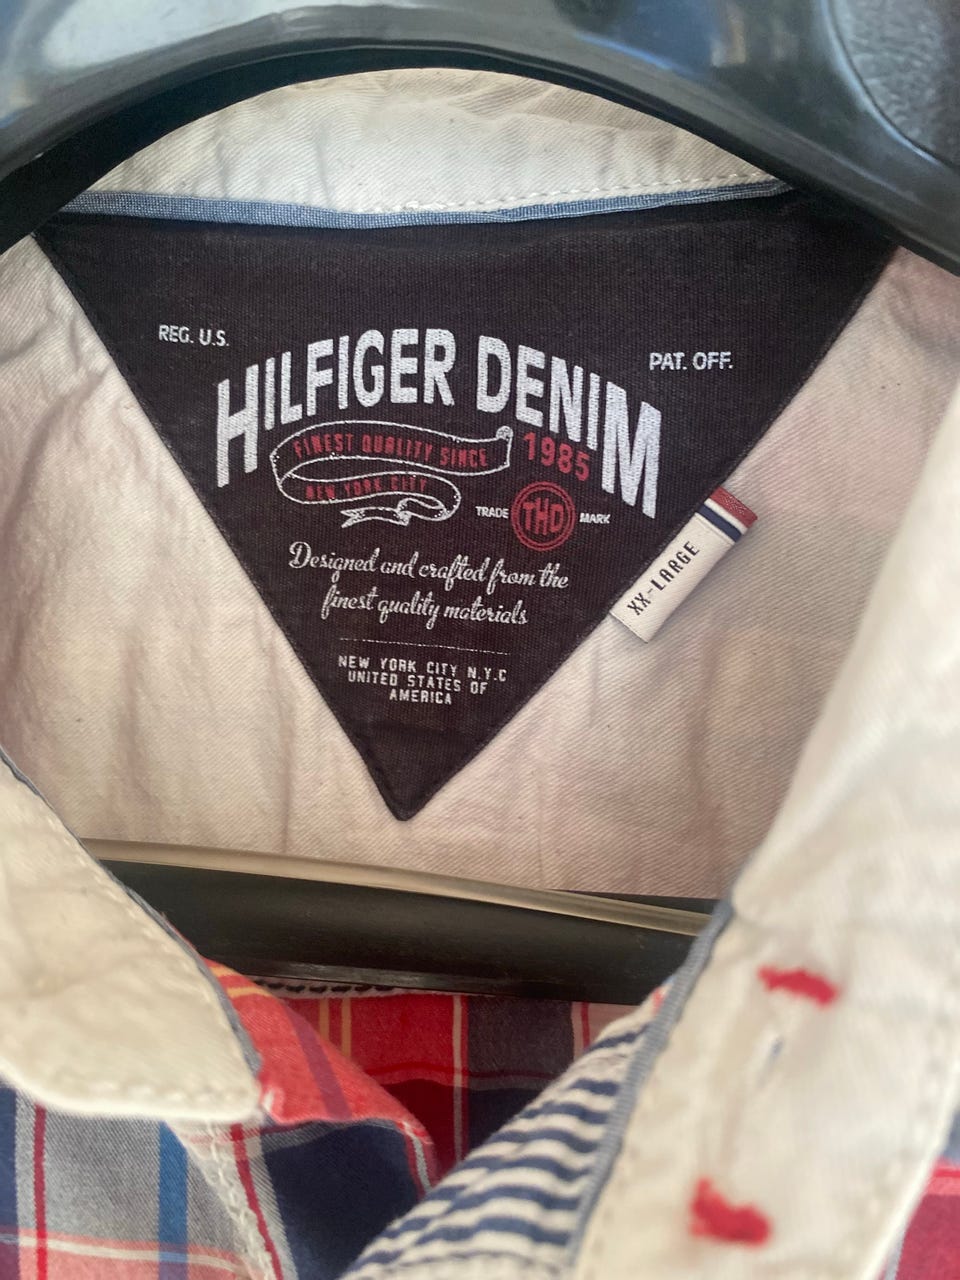 REG. U.S.
PAT. OFF.
HILFIGER DENIM
FINEST QUALITY SINCE
1985
NEW YORK CITY
TRADE THD MARK
Designed and crafted from the
finest quality materials
NEW YORK CITY N.Y.C
UNITED STATES OF
AMERICA
XX-LARGE